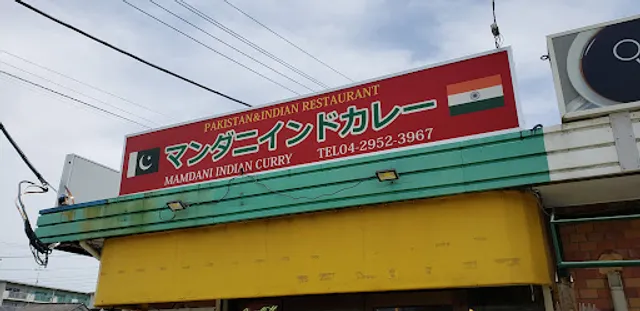 PAKISTAN&INDIAN RESTAURANT
マンダニインドカレー
MAMDANI INDIAN CURRY TEL04-2952-3967